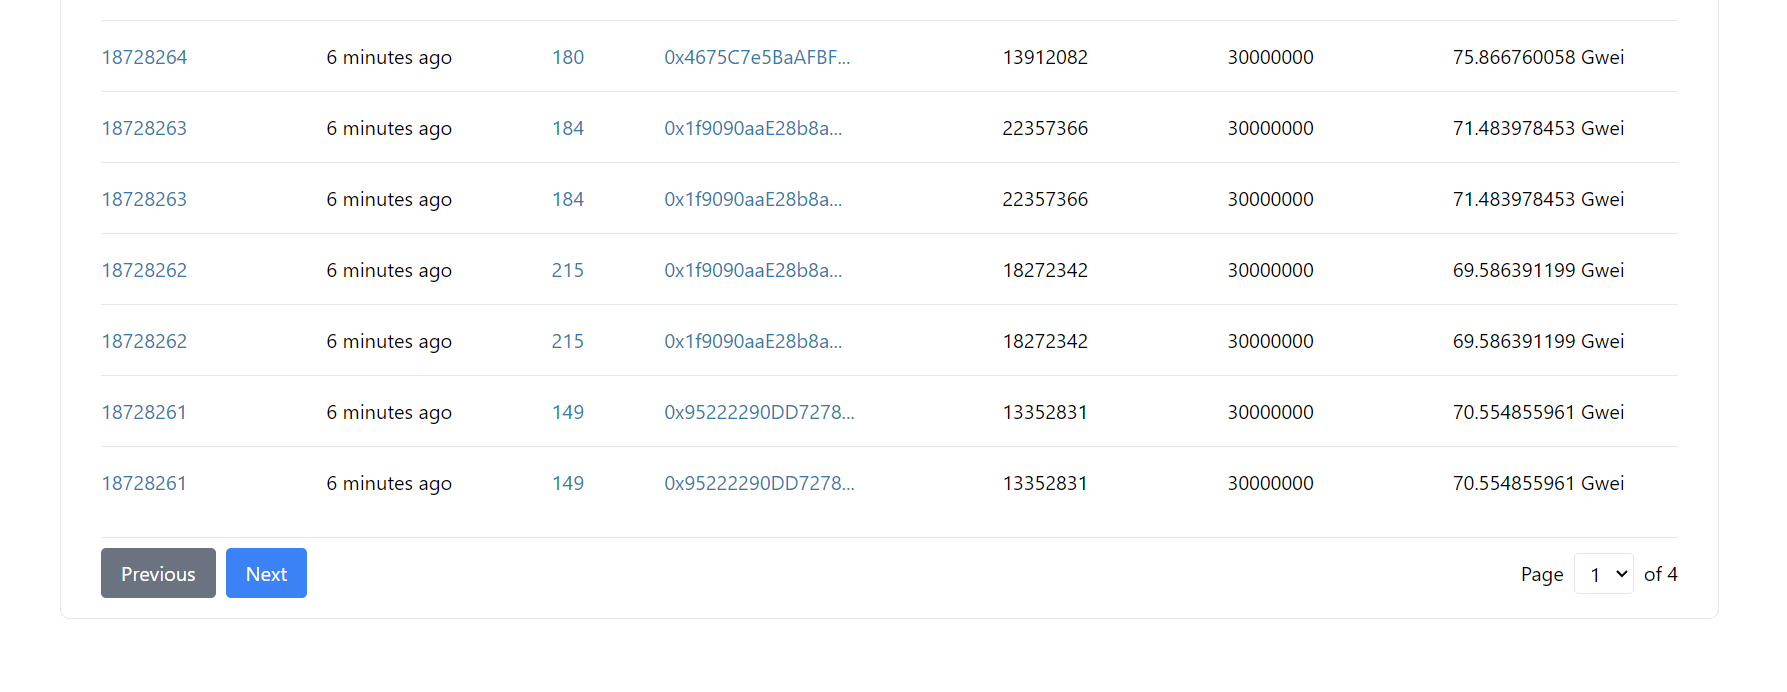 18728264 6 minutes ago 180 0x4675C7e5BaAFBF... 13912082 30000000 75.866760058 Gwei
18728263 6 minutes ago 184 0x1f9090aaE28b8a... 22357366 30000000 71.483978453 Gwei
18728263 6 minutes ago 184 0x1f9090aaE28b8a... 22357366 30000000 71.483978453 Gwei
18728262 6 minutes ago 215 0x1f9090aaE28b8a... 18272342 30000000 69.586391199 Gwei
18728262 6 minutes ago 215 0x1f9090aaE28b8a... 18272342 30000000 69.586391199 Gwei
18728261 6 minutes ago 149 0x95222290DD7278... 13352831 30000000 70.554855961 Gwei
18728261 6 minutes ago 149 0x95222290DD7278... 13352831 30000000 70.554855961 Gwei
Previous Next Page 1 of 4